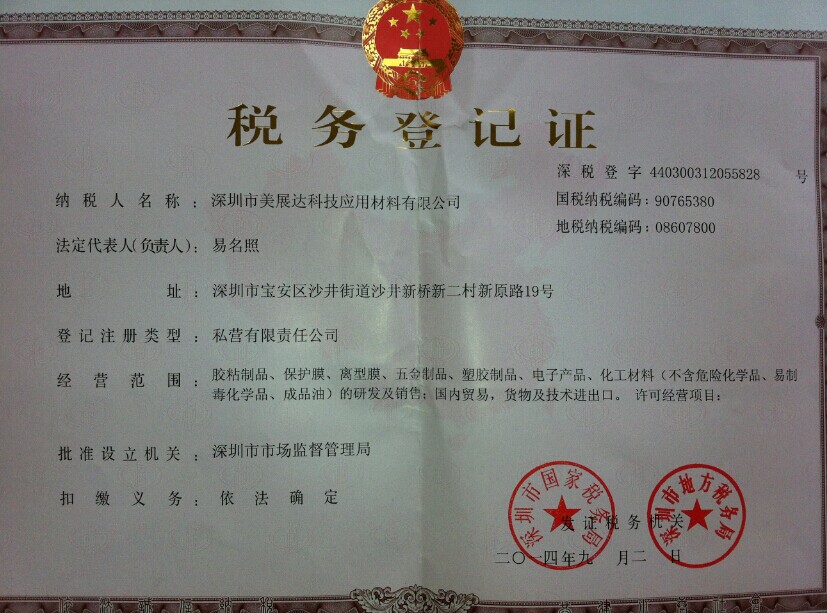 税务登记证
深税登字 440300312055828 号
国税纳税编码：90765380
地税纳税编码：08607800
纳税人名称：深圳市美展达科技应用材料有限公司
法定代表人(负责人)：易名照
地址：深圳市宝安区沙井街道沙井新桥新二村新原路19号
登记注册类型：私营有限责任公司
经营范围：胶粘制品、保护膜、离型膜、五金制品、塑胶制品、电子产品、化工材料（不含危险化学品、易制
毒化学品、成品油）的研发及销售；国内贸易，货物及技术进出口。 许可经营项目：
批准设立机关：深圳市市场监督管理局
扣缴义务：依法确定
深圳市国家税务局
深圳市地方税务局
发证税务机关
二〇一四年九月二日